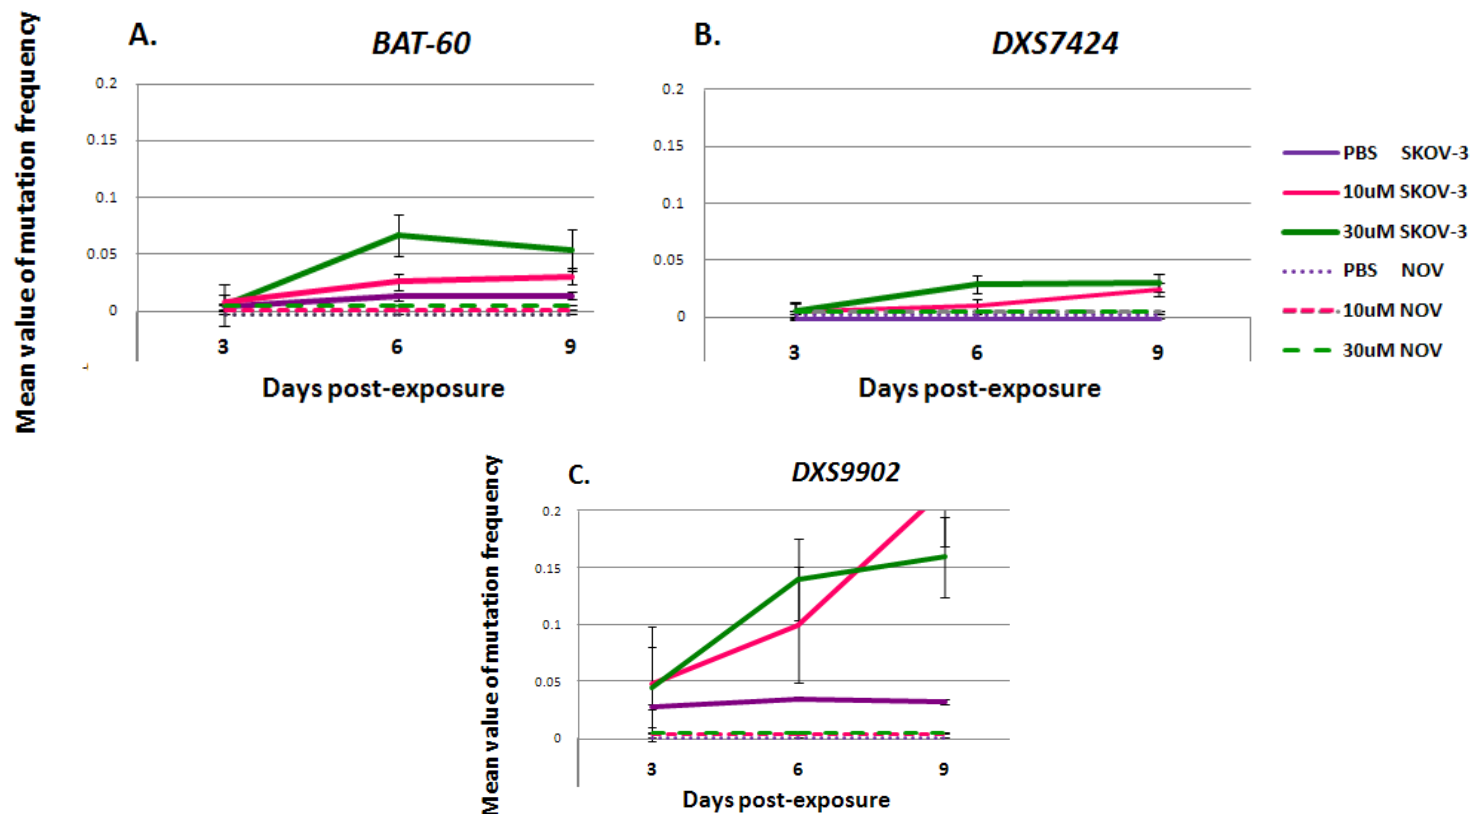 Mean value of mutation frequency
A.
BAT-60
0.2
0.15
0.1
0.05
0
3 6 9
Days post-exposure
B.
DXS7424
0.2
0.15
0.1
0.05
0
3 6 9
Days post-exposure
PBS SKOV-3
10uM SKOV-3
30uM SKOV-3
PBS NOV
10uM NOV
30uM NOV
Mean value of mutation frequency
C.
DXS9902
0.2
0.15
0.1
0.05
0
3 6 9
Days post-exposure